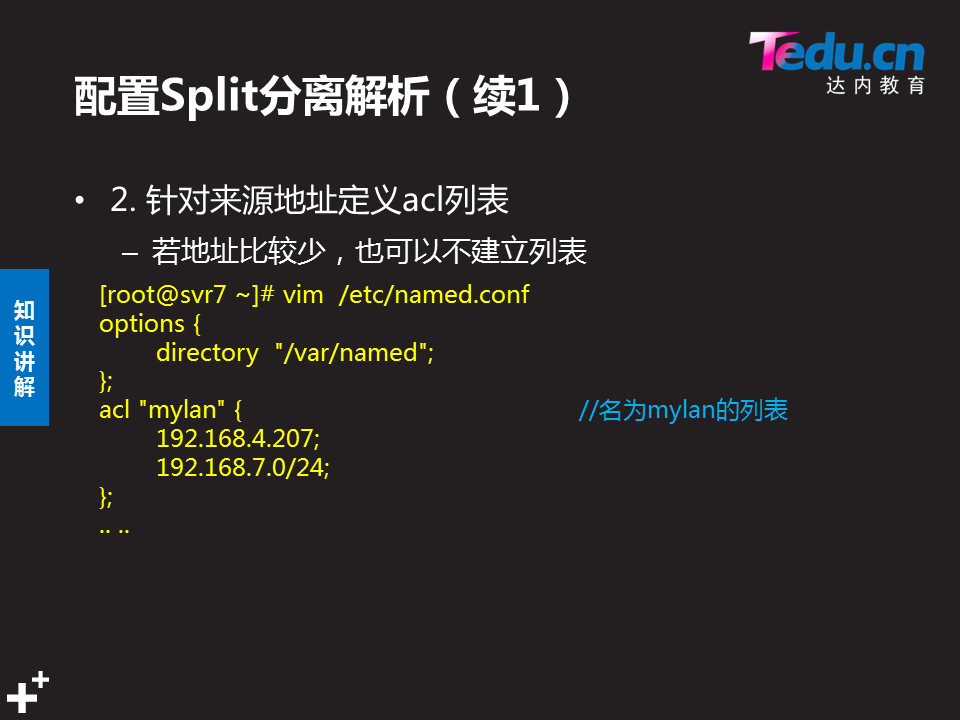 Tedu.cn
达内教育
配置Split分离解析（续1）
• 2. 针对来源地址定义acl列表
– 若地址比较少，也可以不建立列表
知识讲解
[root@svr7 ~]# vim  /etc/named.conf
options {
directory  "/var/named";
};
acl "mylan" { //名为mylan的列表
192.168.4.207;
192.168.7.0/24;
};
.. ..